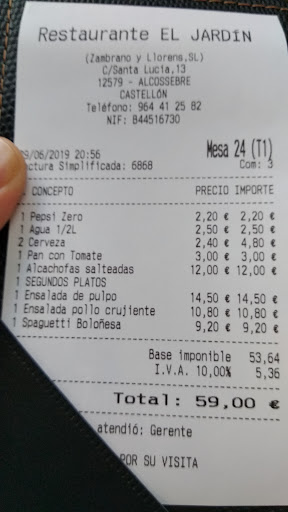 Restaurante EL JARDÍN
(Zambrano y Llorens,SL)
C/Santa Lucia,13
12579 - ALCOSSEBRE
CASTELLÓN
Teléfono: 964 41 25 82
NIF: B44516730
09/06/2019 20:56 Mesa 24 (T1)
ctura Simplificada: 6868 Com: 3
CONCEPTO PRECIO IMPORTE
1 Pepsi Zero 2,20 € 2,20 €
1 Agua 1/2L 2,50 € 2,50 €
2 Cerveza 2,40 € 4,80 €
1 Pan con Tomate 3,00 € 3,00 €
1 Alcachofas salteadas 12,00 € 12,00 €
1 SEGUNDOS PLATOS
1 Ensalada de pulpo 14,50 € 14,50 €
1 Ensalada pollo crujiente 10,80 € 10,80 €
1 Spaguetti Boloñesa 9,20 € 9,20 €
Base imponible 53,64
I.V.A. 10,00% 5,36
Total: 59,00 €
atendió: Gerente
POR SU VISITA